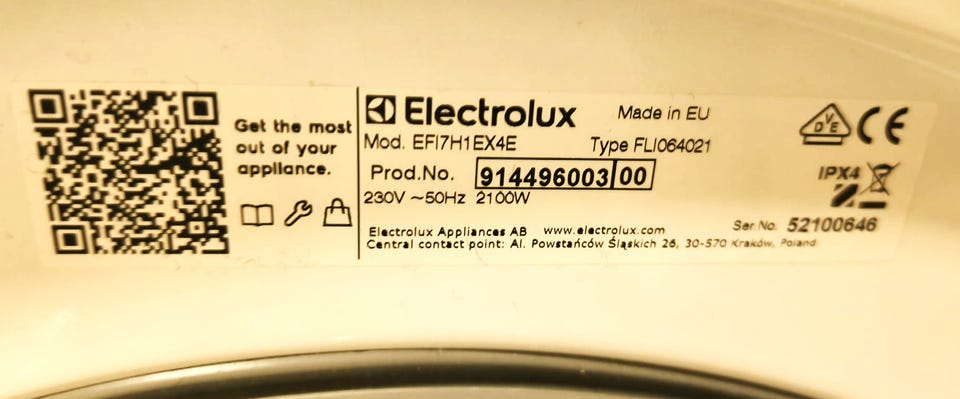 Get the most
out of your
appliance.
Electrolux Made in EU
Mod. EFI7H1EX4E Type FLI064021
Prod.No. 914496003 00
230V ~50Hz 2100W
Electrolux Appliances AB www.electrolux.com
Central contact point: Al. Powstańców Śląskich 26, 30-570 Kraków, Poland
VDE CE
IPX4
Ser No. 52100646